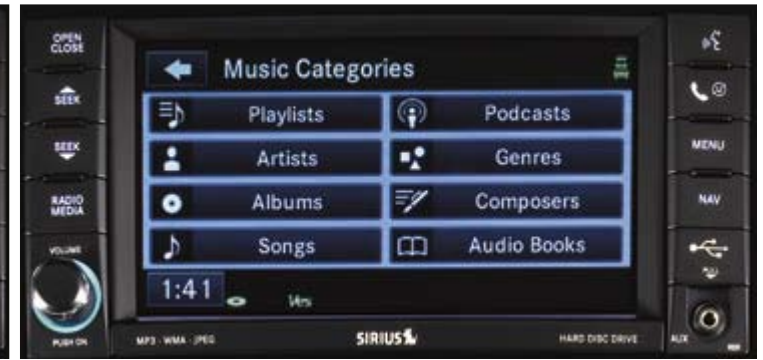 OPEN
CLOSE
SEEK
SEEK
RADIO
MEDIA
VOLUME
PUSH ON
Music Categories
Playlists
Podcasts
Artists
Genres
Albums
Composers
Songs
Audio Books
1:41
Ves
MP3 · WMA · JPEG
SIRIUS
HARD DISC DRIVE
MENU
NAV
AUX